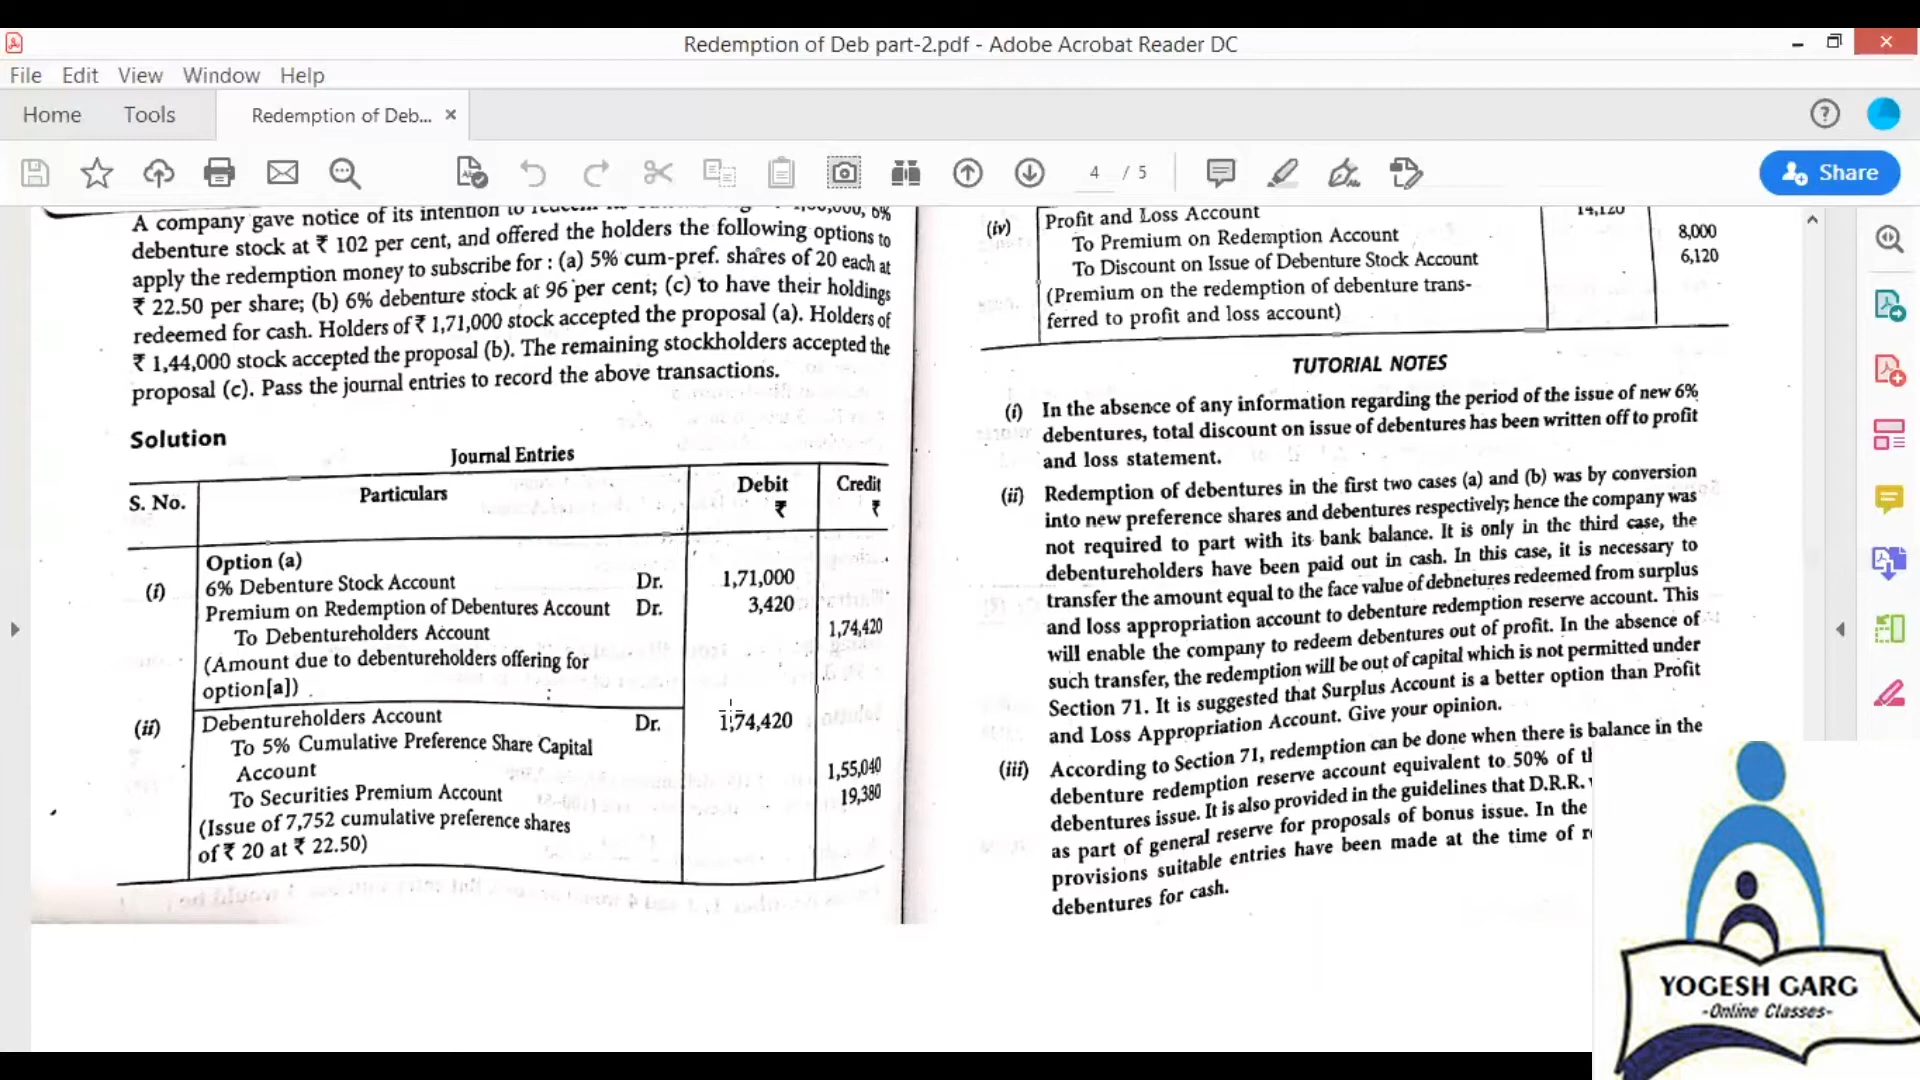 Redemption of Deb part-2.pdf - Adobe Acrobat Reader DC
File Edit View Window Help
Home Tools Redemption of Deb... ×
4 / 5
Share
A company gave notice of its intention to
debenture stock at ₹ 102 per cent, and offered the holders the following options to
apply the redemption money to subscribe for : (a) 5% cum-pref. shares of 20 each at
₹ 22.50 per share; (b) 6% debenture stock at 96 per cent; (c) to have their holdings
redeemed for cash. Holders of ₹ 1,71,000 stock accepted the proposal (a). Holders of
₹ 1,44,000 stock accepted the proposal (b). The remaining stockholders accepted the
proposal (c). Pass the journal entries to record the above transactions.
Solution
Journal Entries
S. No. Particulars Debit ₹ Credit ₹
Option (a)
(i) 6% Debenture Stock Account Dr. 1,71,000
Premium on Redemption of Debentures Account Dr. 3,420
To Debentureholders Account 1,74,420
(Amount due to debentureholders offering for
option[a])
(ii) Debentureholders Account Dr. 1,74,420
To 5% Cumulative Preference Share Capital
Account 1,55,040
To Securities Premium Account 19,380
(Issue of 7,752 cumulative preference shares
of ₹ 20 at ₹ 22.50)
(iv) Profit and Loss Account 14,120
To Premium on Redemption Account 8,000
To Discount on Issue of Debenture Stock Account 6,120
(Premium on the redemption of debenture trans-
ferred to profit and loss account)
TUTORIAL NOTES
(i) In the absence of any information regarding the period of the issue of new 6%
debentures, total discount on issue of debentures has been written off to profit
and loss statement.
(ii) Redemption of debentures in the first two cases (a) and (b) was by conversion
into new preference shares and debentures respectively; hence the company was
not required to part with its bank balance. It is only in the third case, the
debentureholders have been paid out in cash. In this case, it is necessary to
transfer the amount equal to the face value of debnetures redeemed from surplus
and loss appropriation account to debenture redemption reserve account. This
will enable the company to redeem debentures out of profit. In the absence of
such transfer, the redemption will be out of capital which is not permitted under
Section 71. It is suggested that Surplus Account is a better option than Profit
and Loss Appropriation Account. Give your opinion.
(iii) According to Section 71, redemption can be done when there is balance in the
debenture redemption reserve account equivalent to 50% of
debentures issue. It is also provided in the guidelines that D.R.R.
as part of general reserve for proposals of bonus issue. In the
provisions suitable entries have been made at the time of
debentures for cash.
YOGESH GARG
-Online Classes-